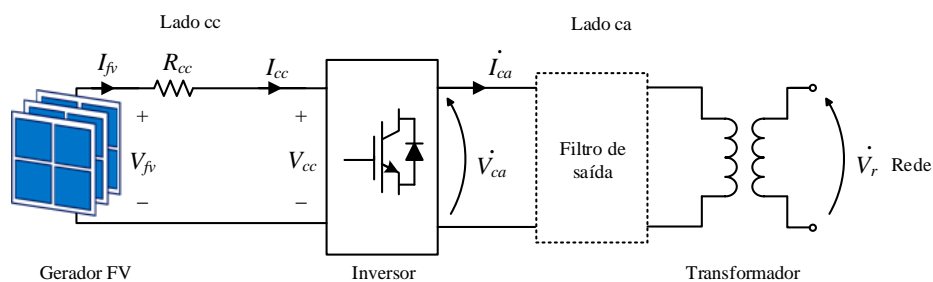 Lado cc
Lado ca
I_fv
R_cc
I_cc
İ_ca
+
+
V_fv
V_cc
V̇_ca
Filtro de
saída
V̇_r Rede
−
−
Gerador FV
Inversor
Transformador